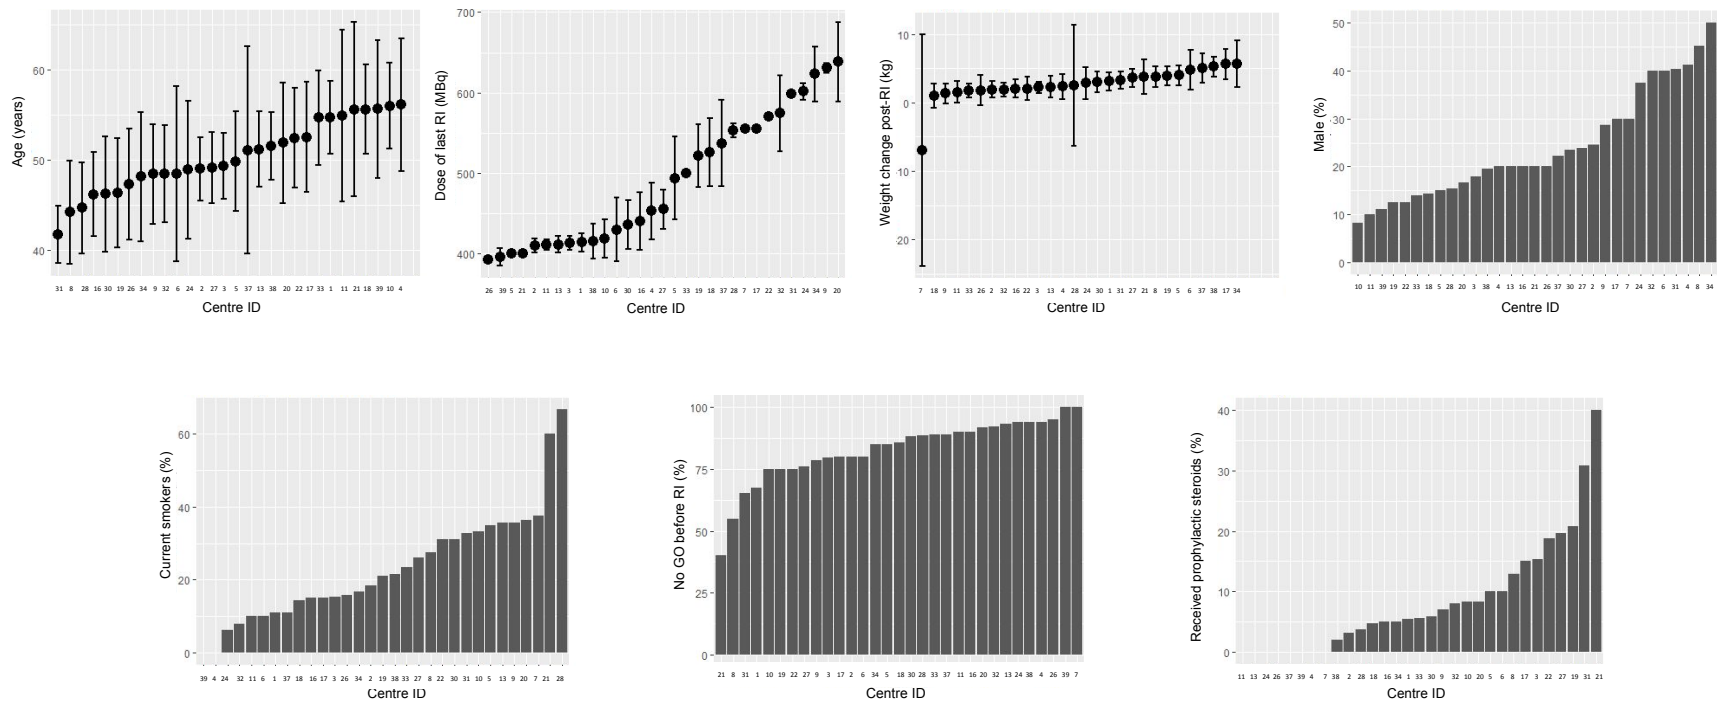 Age (years)
60
50
40
31 8 28 16 30 19 26 34 9 32 6 24 2 27 3 5 37 13 38 20 22 17 33 1 11 21 18 39 10 4
Centre ID
Dose of last RI (MBq)
700
600
500
400
26 39 5 21 2 11 13 3 1 38 10 6 30 16 4 27 5 33 19 18 37 28 7 17 22 32 31 24 34 9 20
Centre ID
Weight change post-RI (kg)
10
0
10
20
7 18 9 11 33 26 2 32 16 22 3 13 4 28 24 30 1 31 27 21 8 19 5 6 37 38 17 34
Centre ID
Male (%)
50
40
30
20
10
0
10 11 39 19 22 33 18 5 28 20 3 38 4 13 16 21 26 37 30 27 2 9 17 7 24 32 6 31 4 8 34
Centre ID
Current smokers (%)
60
40
20
0
39 4 24 32 11 6 1 37 18 16 17 3 26 34 2 19 38 33 27 8 22 30 31 10 5 13 9 20 7 21 28
Centre ID
No GO before RI (%)
100
75
50
25
0
21 8 31 1 10 19 22 27 9 3 17 2 6 34 5 18 30 28 33 37 11 16 20 32 13 24 38 4 26 39 7
Centre ID
Received prophylactic steroids (%)
40
30
20
10
0
11 13 24 26 37 39 4 7 38 2 28 18 16 34 1 33 30 9 32 10 20 5 6 8 17 3 22 27 19 31 21
Centre ID